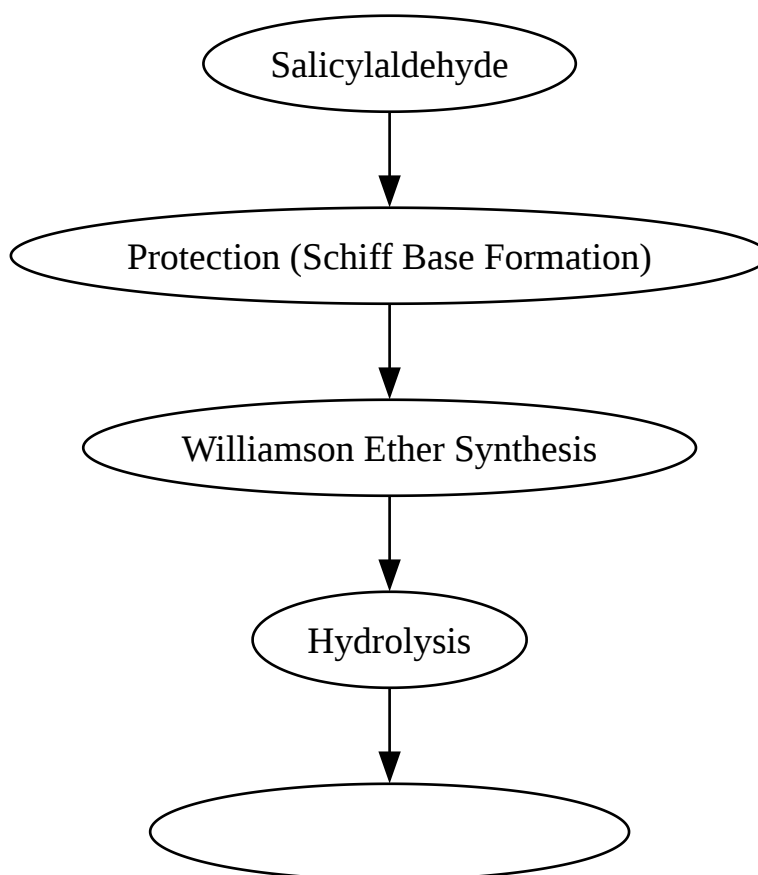 Salicylaldehyde
Protection (Schiff Base Formation)
Williamson Ether Synthesis
Hydrolysis